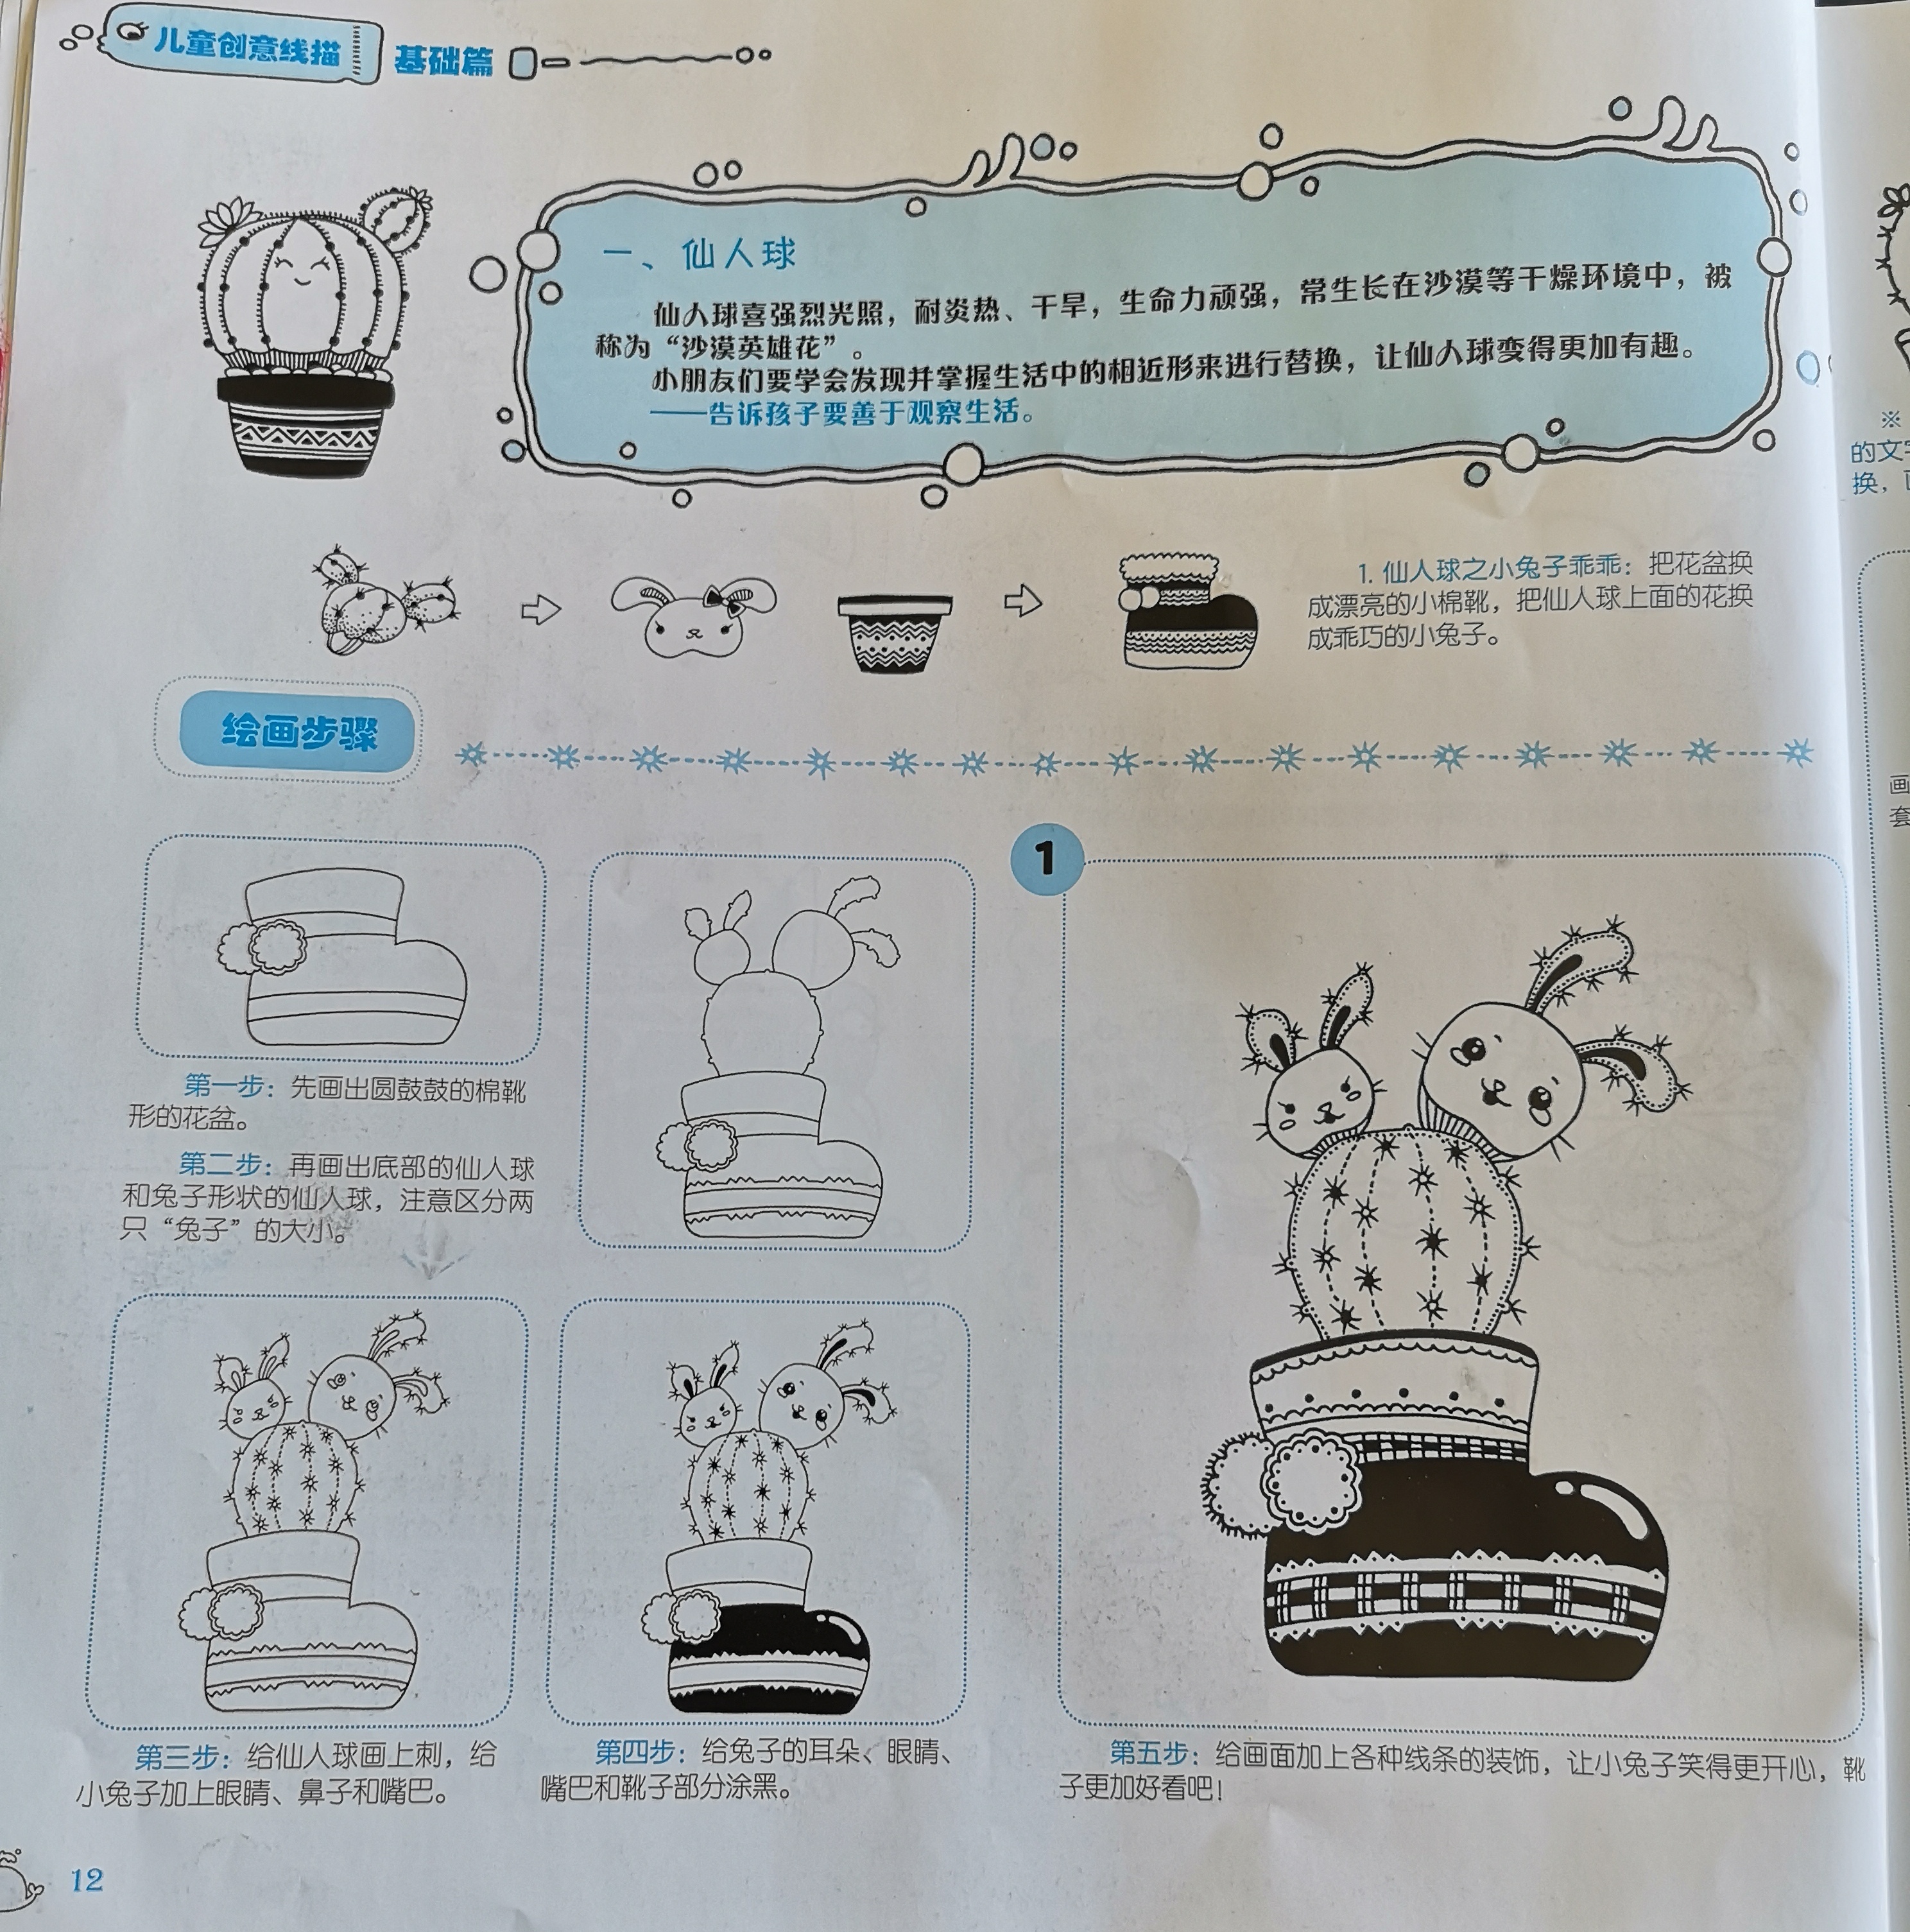 儿童创意线描 基础篇
一、仙人球
仙人球喜强烈光照，耐炎热、干旱，生命力顽强，常生长在沙漠等干燥环境中，被
称为“沙漠英雄花”。
小朋友们要学会发现并掌握生活中的相近形来进行替换，让仙人球变得更加有趣。
——告诉孩子要善于观察生活。
1. 仙人球之小兔子乖乖：把花盆换
成漂亮的小棉靴，把仙人球上面的花换
成乖巧的小兔子。
绘画步骤
第一步：先画出圆鼓鼓的棉靴
形的花盆。
第二步：再画出底部的仙人球
和兔子形状的仙人球，注意区分两
只“兔子”的大小。
第三步：给仙人球画上刺，给
小兔子加上眼睛、鼻子和嘴巴。
第四步：给兔子的耳朵、眼睛、
嘴巴和靴子部分涂黑。
1
第五步：给画面加上各种线条的装饰，让小兔子笑得更开心，靴
子更加好看吧！
12
※
的文
换，
画
套